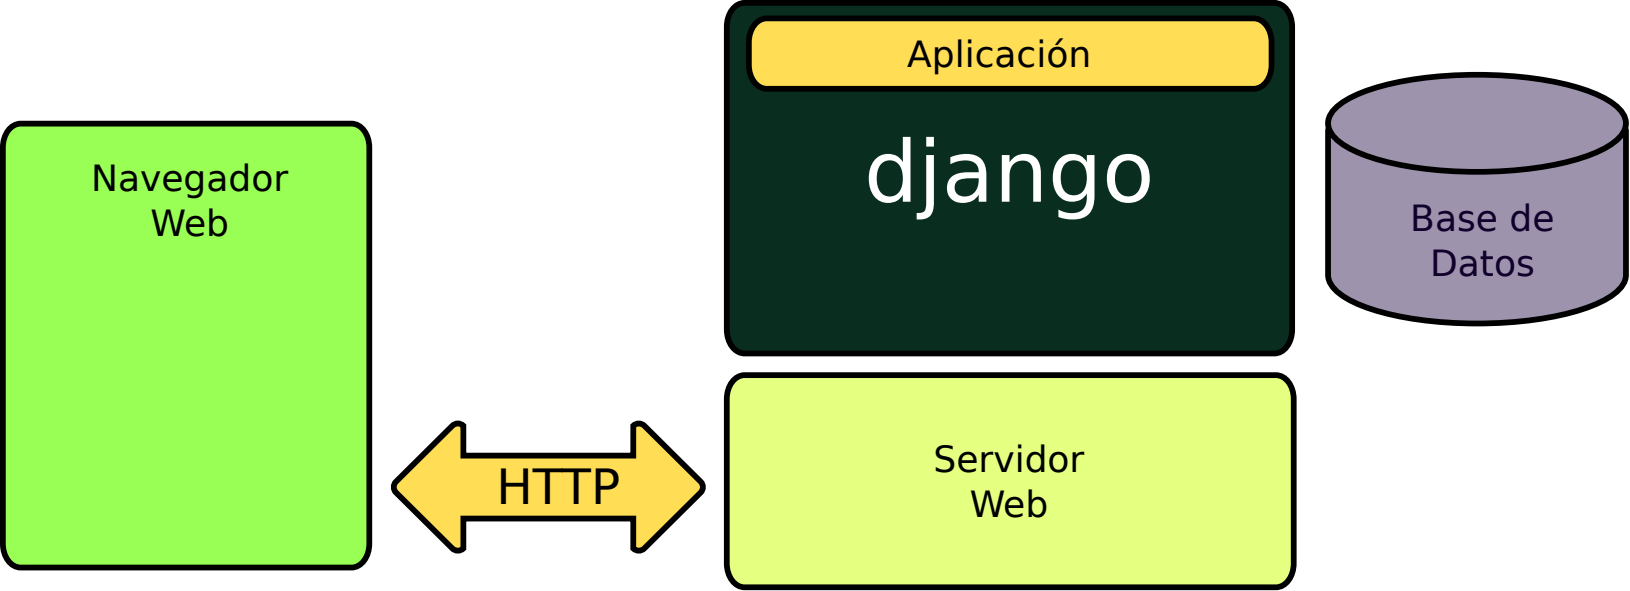 Aplicación
django
Navegador
Web
Base de
Datos
HTTP
Servidor
Web